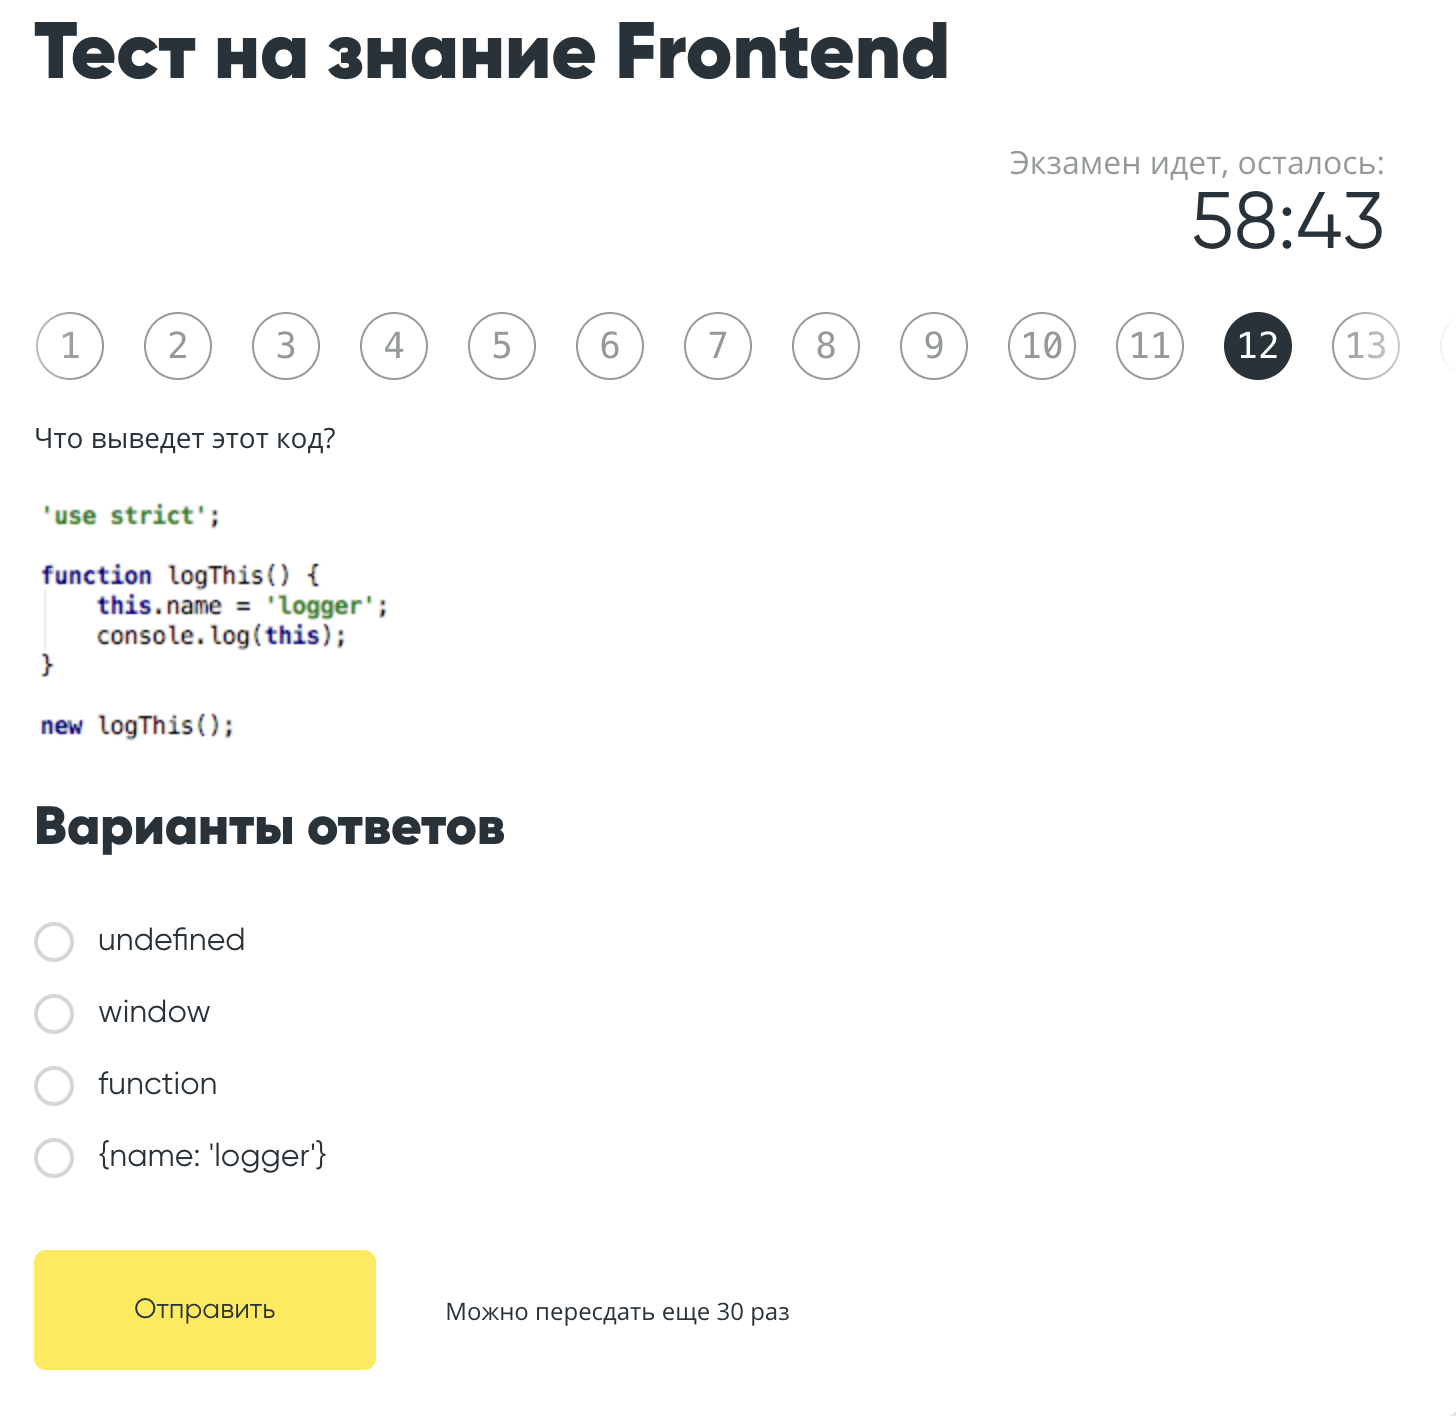 Тест на знание Frontend
Экзамен идет, осталось:
58:43
1 2 3 4 5 6 7 8 9 10 11 12 13
Что выведет этот код?
'use strict';
function logThis() {
this.name = 'logger';
console.log(this);
}
new logThis();
Варианты ответов
undefined
window
function
{name: 'logger'}
Отправить
Можно пересдать еще 30 раз